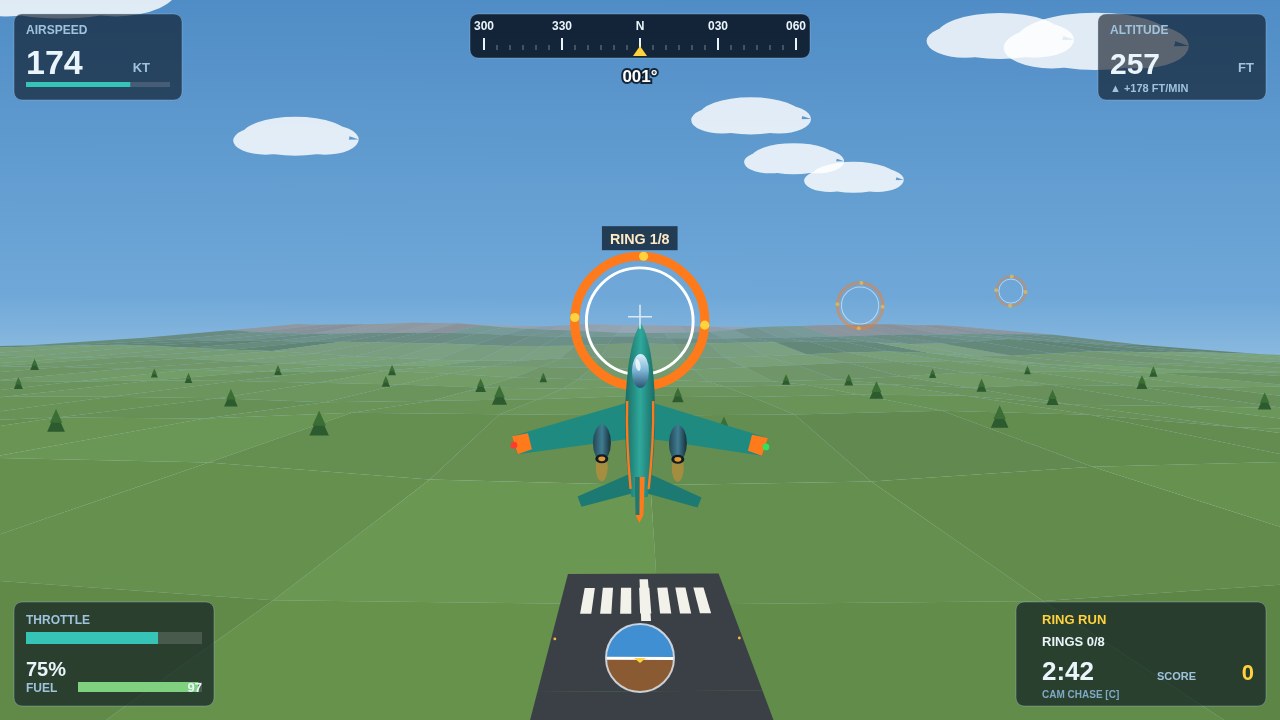 AIRSPEED
174 KT
300 330 N 030 060
001°
ALTITUDE
257 FT
▲ +178 FT/MIN
RING 1/8
THROTTLE
75%
FUEL 97
RING RUN
RINGS 0/8
2:42 SCORE 0
CAM CHASE [C]